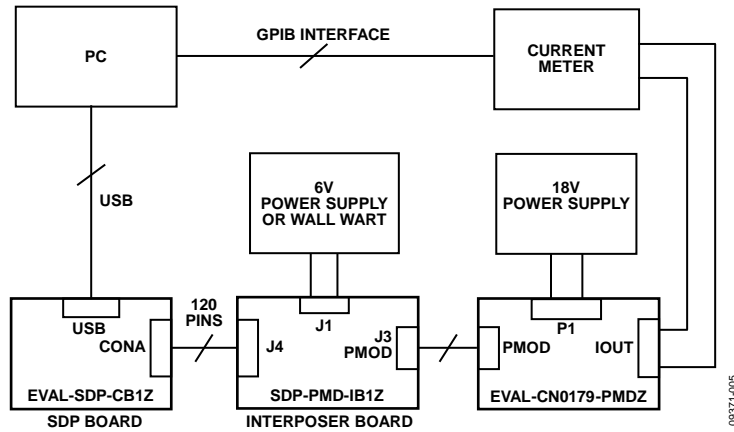 PC
GPIB INTERFACE
CURRENT
METER
USB
6V
POWER SUPPLY
OR WALL WART
18V
POWER SUPPLY
USB
CONA
EVAL-SDP-CB1Z
SDP BOARD
120
PINS
J1
J4
J3
PMOD
SDP-PMD-IB1Z
INTERPOSER BOARD
P1
PMOD
IOUT
EVAL-CN0179-PMDZ
09371-005